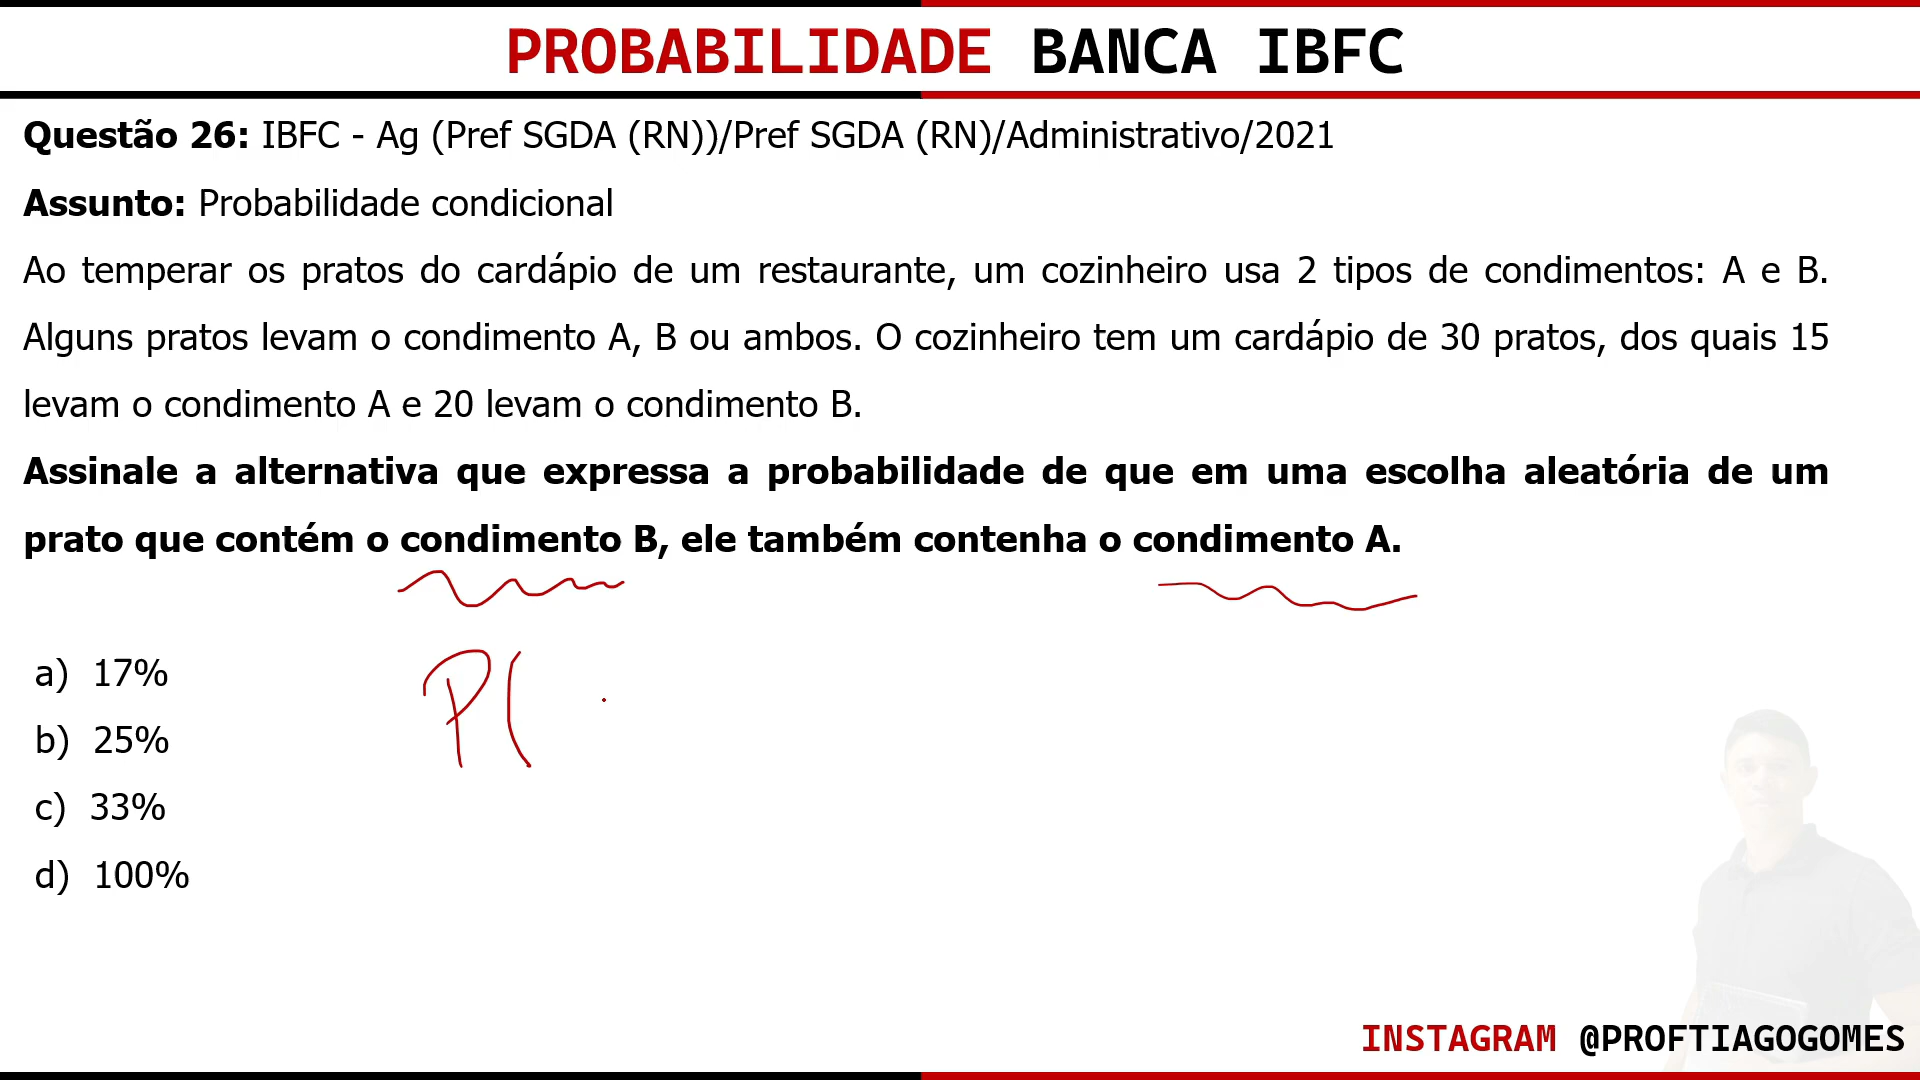 PROBABILIDADE BANCA IBFC
Questão 26: IBFC - Ag (Pref SGDA (RN))/Pref SGDA (RN)/Administrativo/2021
Assunto: Probabilidade condicional
Ao temperar os pratos do cardápio de um restaurante, um cozinheiro usa 2 tipos de condimentos: A e B.
Alguns pratos levam o condimento A, B ou ambos. O cozinheiro tem um cardápio de 30 pratos, dos quais 15
levam o condimento A e 20 levam o condimento B.
Assinale a alternativa que expressa a probabilidade de que em uma escolha aleatória de um
prato que contém o condimento B, ele também contenha o condimento A.
P(
a) 17%
b) 25%
c) 33%
d) 100%
INSTAGRAM @PROFTIAGOGOMES